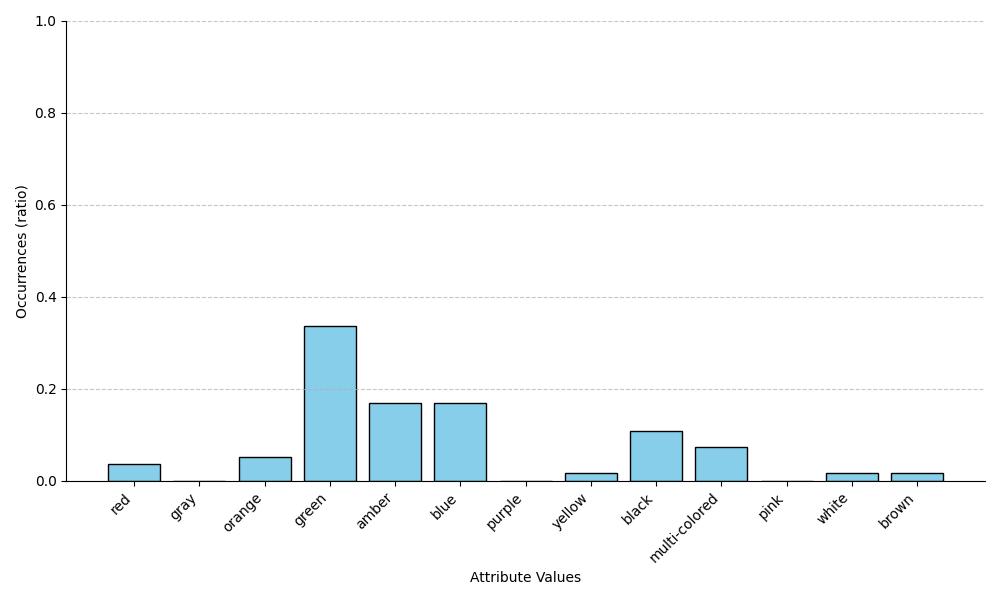 1.0
0.8
0.6
0.4
0.2
0.0
Occurrences (ratio)
red
gray
orange
green
amber
blue
purple
yellow
black
multi-colored
pink
white
brown
Attribute Values